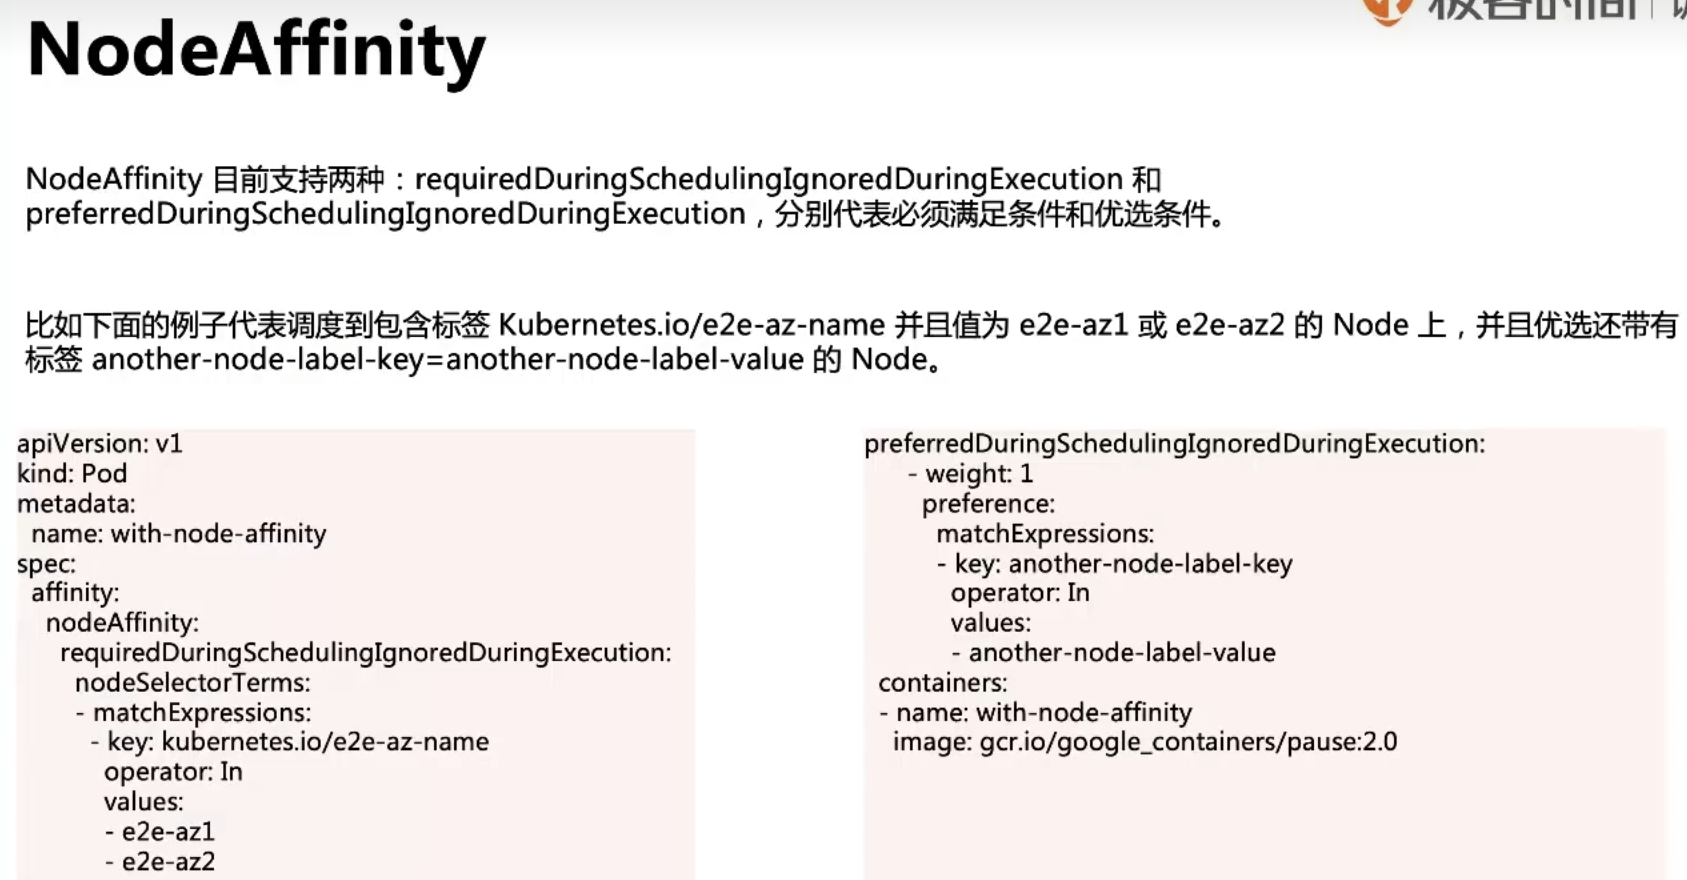 NodeAffinity
NodeAffinity 目前支持两种：requiredDuringSchedulingIgnoredDuringExecution 和
preferredDuringSchedulingIgnoredDuringExecution，分别代表必须满足条件和优选条件。
比如下面的例子代表调度到包含标签 Kubernetes.io/e2e-az-name 并且值为 e2e-az1 或 e2e-az2 的 Node 上，并且优选还带有
标签 another-node-label-key=another-node-label-value 的 Node。
apiVersion: v1
kind: Pod
metadata:
  name: with-node-affinity
spec:
  affinity:
    nodeAffinity:
      requiredDuringSchedulingIgnoredDuringExecution:
        nodeSelectorTerms:
        - matchExpressions:
          - key: kubernetes.io/e2e-az-name
            operator: In
            values:
            - e2e-az1
            - e2e-az2
preferredDuringSchedulingIgnoredDuringExecution:
      - weight: 1
        preference:
          matchExpressions:
          - key: another-node-label-key
            operator: In
            values:
            - another-node-label-value
  containers:
  - name: with-node-affinity
    image: gcr.io/google_containers/pause:2.0